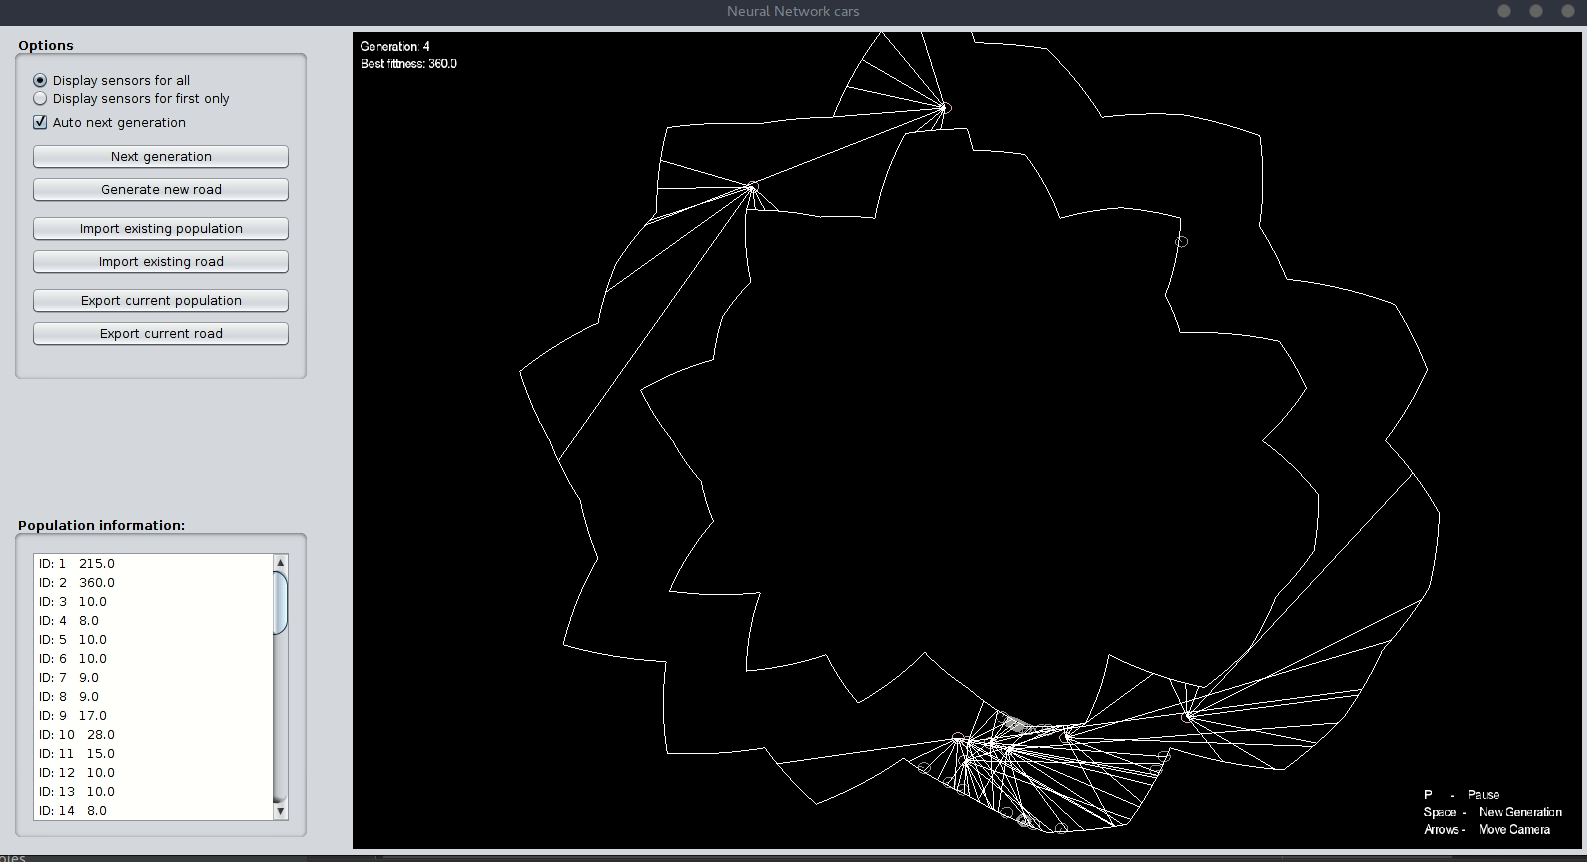 Neural Network cars
Options
Display sensors for all
Display sensors for first only
Auto next generation
Next generation
Generate new road
Import existing population
Import existing road
Export current population
Export current road
Population information:
ID: 1 215.0
ID: 2 360.0
ID: 3 10.0
ID: 4 8.0
ID: 5 10.0
ID: 6 10.0
ID: 7 9.0
ID: 8 9.0
ID: 9 17.0
ID: 10 28.0
ID: 11 15.0
ID: 12 10.0
ID: 13 10.0
ID: 14 8.0
Generation: 4
Best fittness: 360.0
P - Pause
Space - New Generation
Arrows - Move Camera